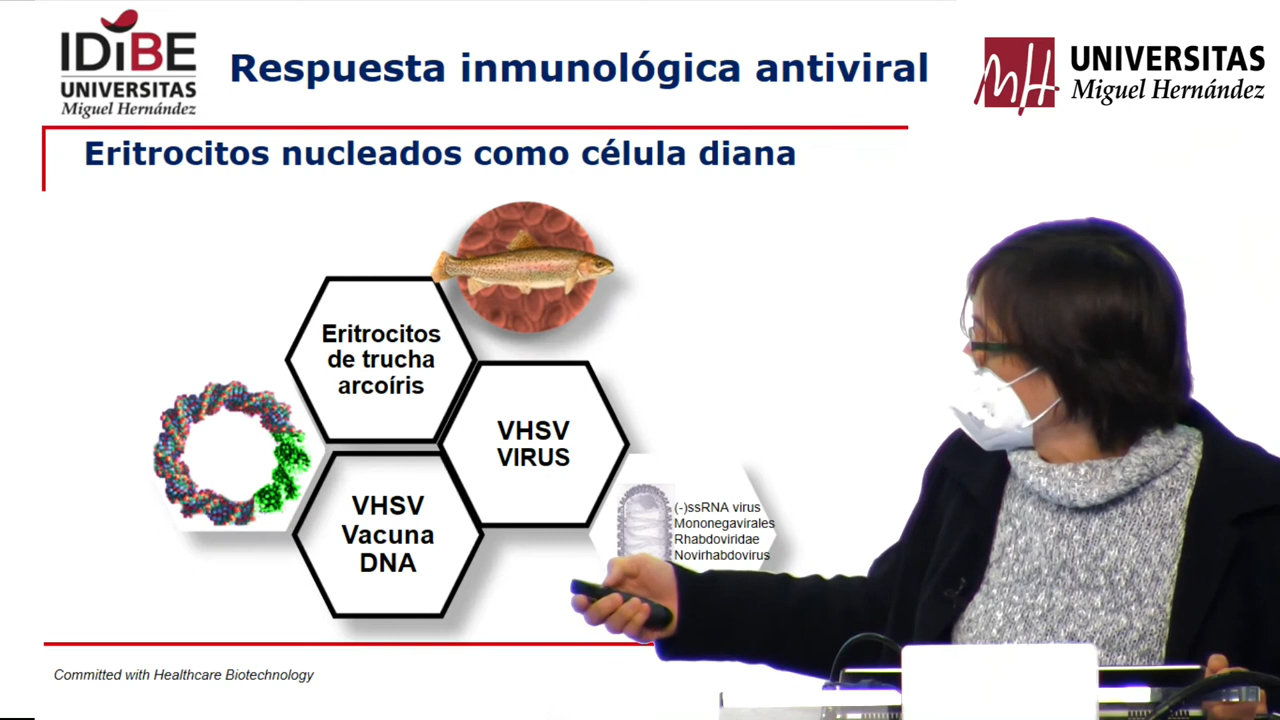 IDiBE
UNIVERSITAS
Miguel Hernández
Respuesta inmunológica antiviral
UNIVERSITAS
Miguel Hernández
Eritrocitos nucleados como célula diana
Eritrocitos
de trucha
arcoíris
VHSV
VIRUS
VHSV
Vacuna
DNA
(-)ssRNA virus
Mononegavirales
Rhabdoviridae
Novirhabdovirus
Committed with Healthcare Biotechnology